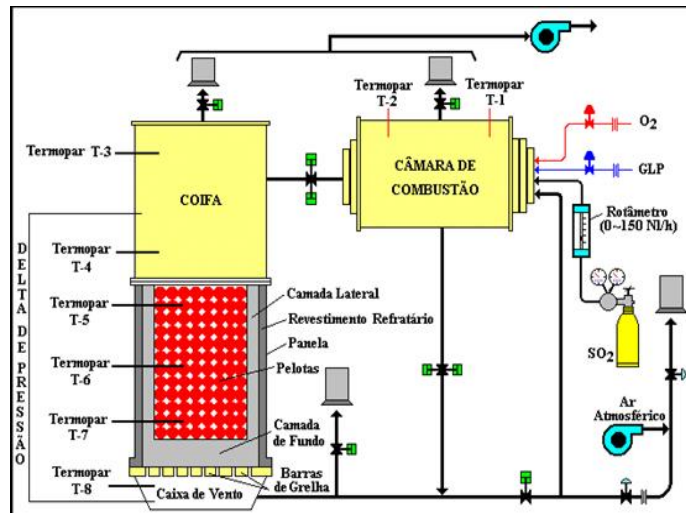 Termopar
T-2
Termopar
T-1
Termopar T-3
COIFA
CÂMARA DE
COMBUSTÃO
O2
GLP
Rotâmetro
(0~150 Nl/h)
SO2
Termopar
T-4
DELTA DE PRESSÃO
Termopar
T-5
Termopar
T-6
Termopar
T-7
Termopar
T-8
Camada Lateral
Revestimento Refratário
Panela
Pelotas
Camada
de Fundo
Barras
de Grelha
Caixa de Vento
Ar
Atmosférico